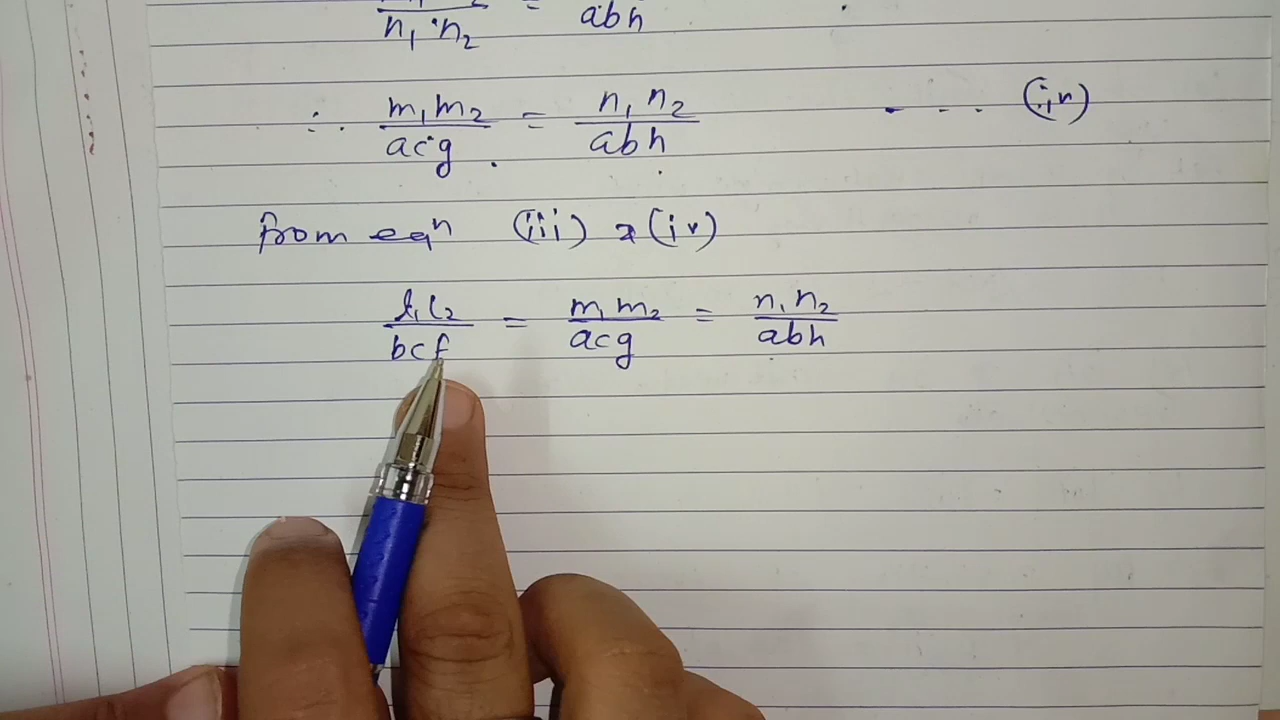 n₁·n₂ = abh
∴ m₁m₂/acg = n₁n₂/abh - - - (iv)
from eqⁿ (iii) & (iv)
l₁l₂/bcf = m₁m₂/acg = n₁n₂/abh